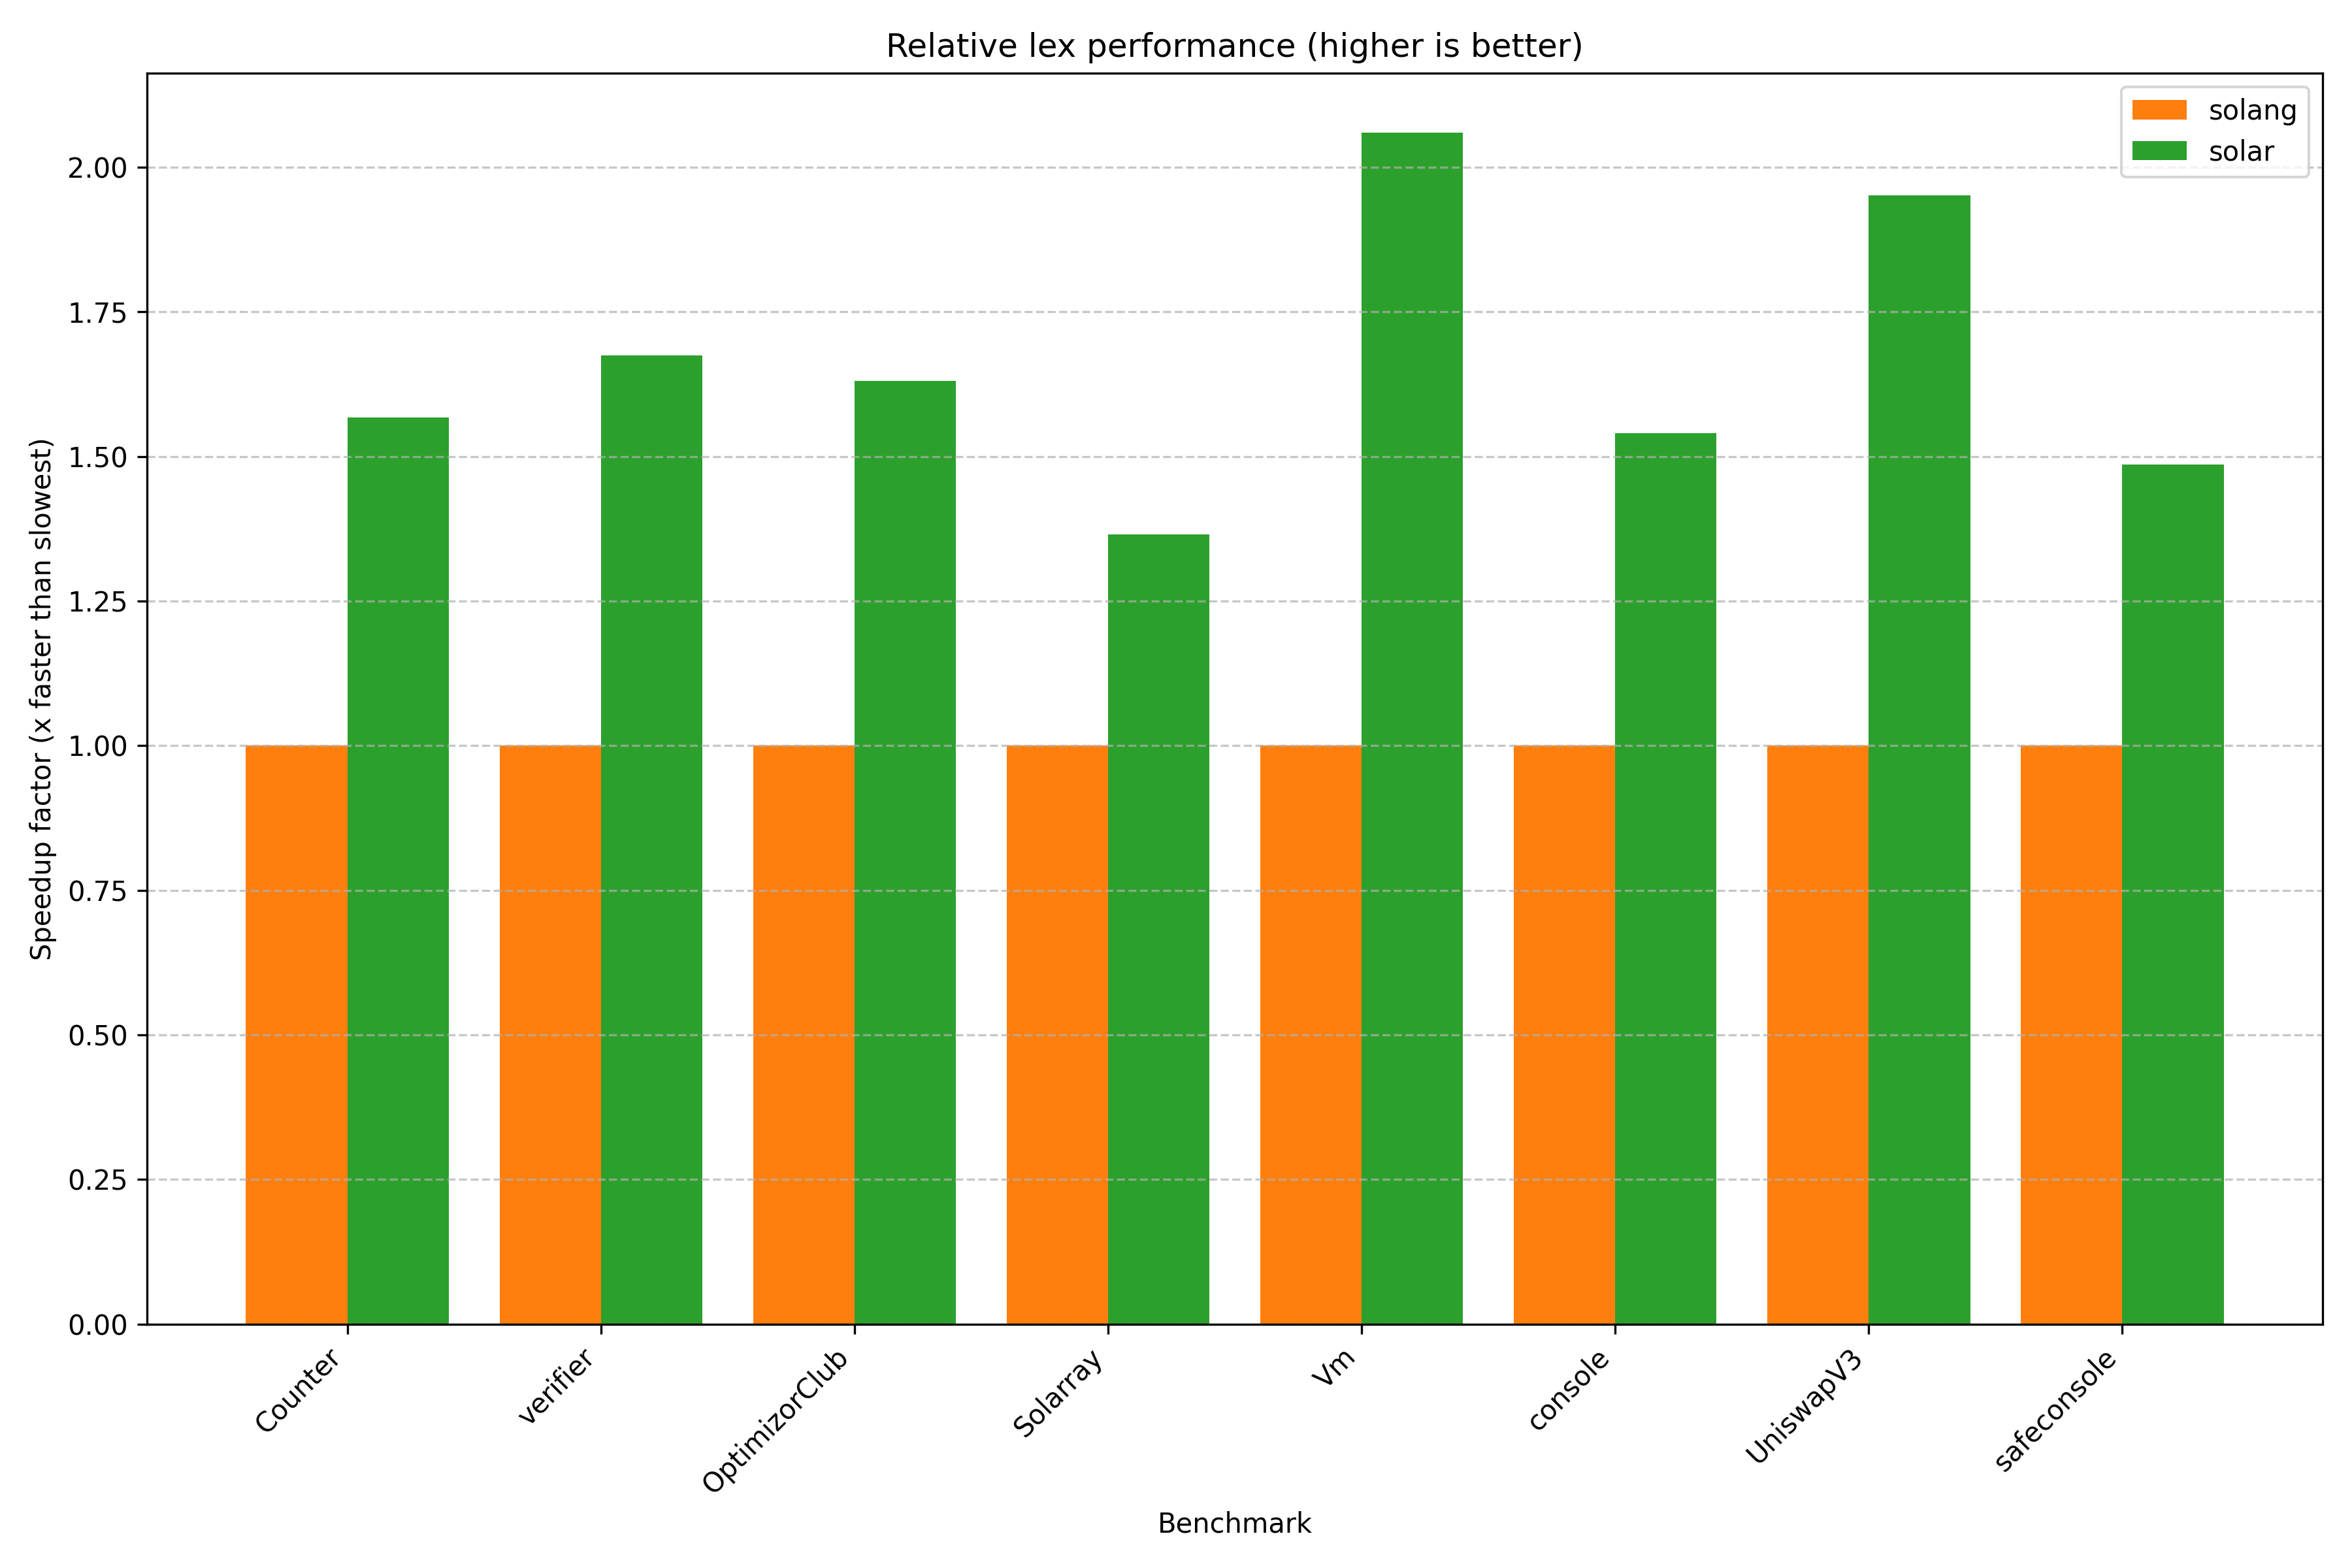 Relative lex performance (higher is better)
solang
solar
Speedup factor (x faster than slowest)
2.00
1.75
1.50
1.25
1.00
0.75
0.50
0.25
0.00
Counter
verifier
OptimizorClub
Solarray
Vm
console
UniswapV3
safeconsole
Benchmark